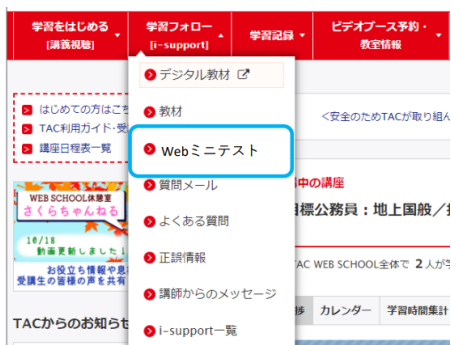 学習をはじめる
[講義視聴]
学習フォロー
[i-support]
学習記録
ビデオブース予約・
教室情報
デジタル教材
教材
Webミニテスト
質問メール
よくある質問
正誤情報
講師からのメッセージ
i-support一覧
はじめての方はこち
TAC利用ガイド・受
講座日程表一覧
WEB SCHOOL休憩室
さくらちゃんねる
10/18
動画更新しました!
お役立ち情報や息
受講生の皆様の声を共有
TACからのお知らせ
<安全のためTACが取り組ん
中の講座
目標公務員：地上国般／
TAC WEB SCHOOL全体で 2人が学
捗
カレンダー
学習時間集計